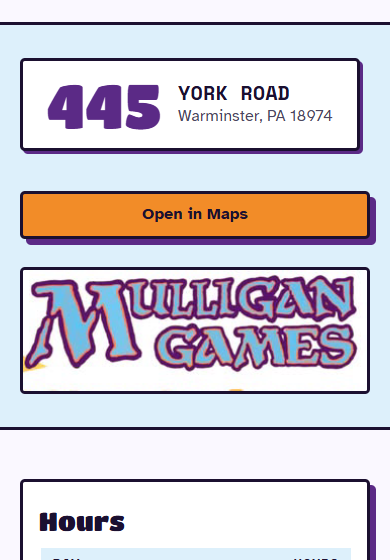 445
YORK ROAD
Warminster, PA 18974
Open in Maps
MULLIGAN
GAMES
Hours